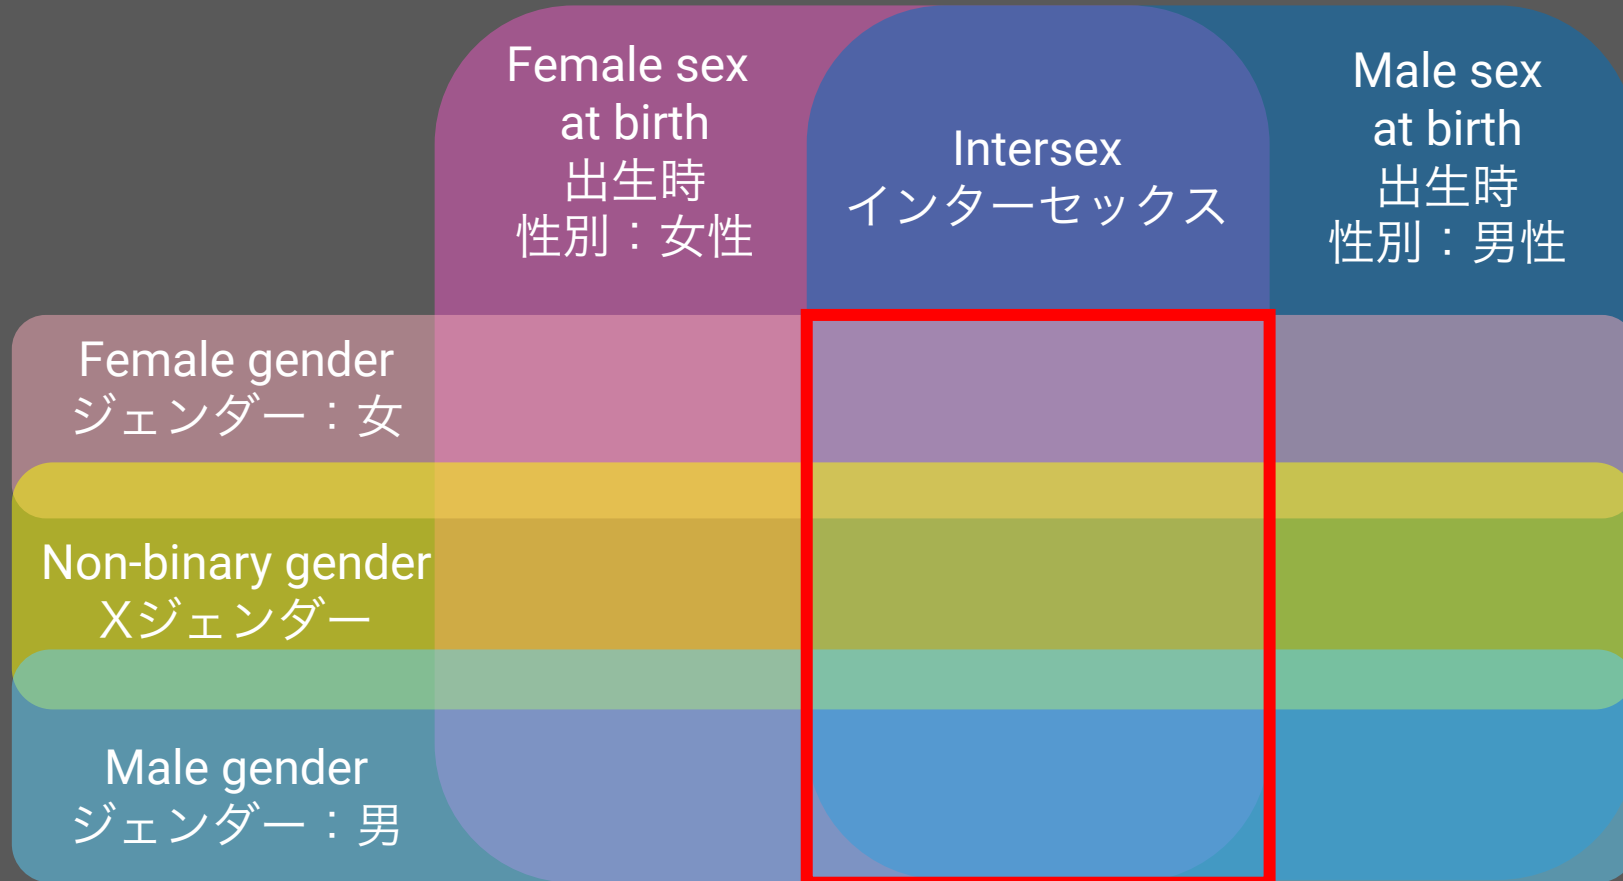 Female sex
at birth
出生時
性別：女性
Intersex
インターセックス
Male sex
at birth
出生時
性別：男性
Female gender
ジェンダー：女
Non-binary gender
Xジェンダー
Male gender
ジェンダー：男